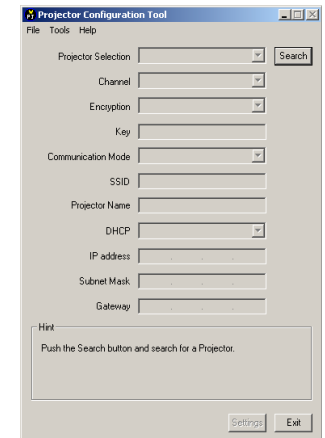 Projector Configuration Tool
File Tools Help
Projector Selection Search
Channel
Encryption
Key
Communication Mode
SSID
Projector Name
DHCP
IP address
Subnet Mask
Gateway
Hint
Push the Search button and search for a Projector.
Settings Exit